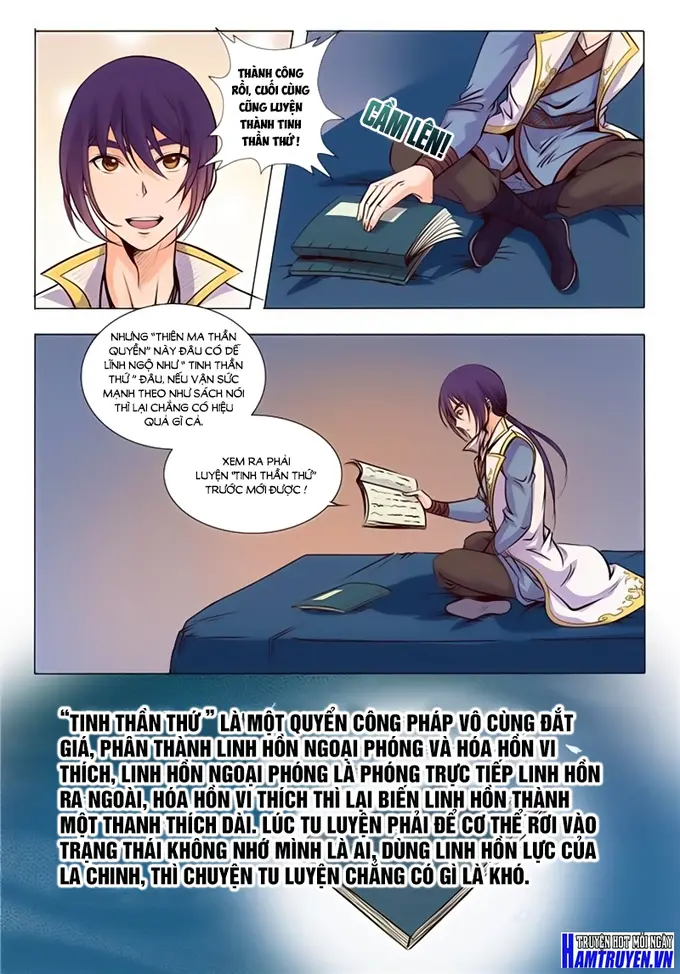 THÀNH CÔNG
RỒI, CUỐI CÙNG
CŨNG LUYỆN
THÀNH TINH
THẦN THỨ!
CẦM LÊN!
NHƯNG "THIÊN MA THẦN
QUYỀN" NÀY ĐÂU CÓ DỄ
LĨNH NGỘ NHƯ " TINH THẦN
THỨ " ĐÂU, NẾU VẬN SỨC
MẠNH THEO NHƯ SÁCH NÓI
THÌ LẠI CHẲNG CÓ HIỆU
QUẢ GÌ CẢ.
XEM RA PHẢI
LUYỆN "TINH THẦN THỨ"
TRƯỚC MỚI ĐƯỢC!
"TINH THẦN THỨ" LÀ MỘT QUYỂN CÔNG PHÁP VÔ CÙNG ĐẮT
GIÁ, PHÂN THÀNH LINH HỒN NGOẠI PHÓNG VÀ HÓA HỒN VI
THÍCH, LINH HỒN NGOẠI PHÓNG LÀ PHÓNG TRỰC TIẾP LINH HỒN
RA NGOÀI, HÓA HỒN VI THÍCH THÌ LẠI BIẾN LINH HỒN THÀNH
MỘT THANH THÍCH DÀI. LÚC TU LUYỆN PHẢI ĐỂ CƠ THỂ RƠI VÀO
TRẠNG THÁI KHÔNG NHỚ MÌNH LÀ AI, DÙNG LINH HỒN LỰC CỦA
LA CHINH, THÌ CHUYỆN TU LUYỆN CHẲNG CÓ GÌ LÀ KHÓ.
TRUYỆN HOT MỖI NGÀY
HAMTRUYEN.VN